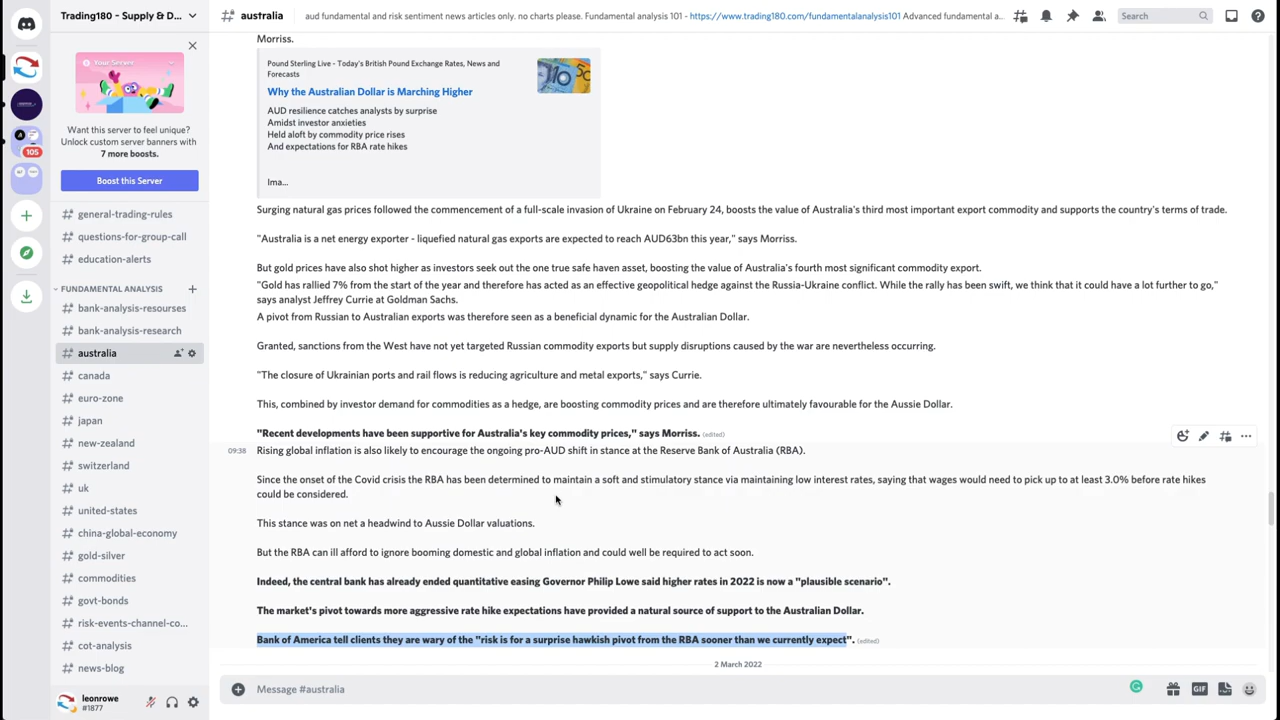 Trading180 - Supply & D...
australia
aud fundamental and risk sentiment news articles only. no charts please. Fundamental analysis 101 - https://www.trading180.com/fundamentalanalysis101 Advanced fundamental a...
Search
Your Server
Want this server to feel unique?
Unlock custom server banners with
7 more boosts.
Boost this Server
105
general-trading-rules
questions-for-group-call
education-alerts
FUNDAMENTAL ANALYSIS
bank-analysis-resourses
bank-analysis-research
australia
canada
euro-zone
japan
new-zealand
switzerland
uk
united-states
china-global-economy
gold-silver
commodities
govt-bonds
risk-events-channel-co...
cot-analysis
news-blog
leonrowe
#1877
Morriss.
Pound Sterling Live - Today's British Pound Exchange Rates, News and
Forecasts
Why the Australian Dollar is Marching Higher
AUD resilience catches analysts by surprise
Amidst investor anxieties
Held aloft by commodity price rises
And expectations for RBA rate hikes
Ima...
Surging natural gas prices followed the commencement of a full-scale invasion of Ukraine on February 24, boosts the value of Australia's third most important export commodity and supports the country's terms of trade.
"Australia is a net energy exporter - liquefied natural gas exports are expected to reach AUD63bn this year," says Morriss.
But gold prices have also shot higher as investors seek out the one true safe haven asset, boosting the value of Australia's fourth most significant commodity export.
"Gold has rallied 7% from the start of the year and therefore has acted as an effective geopolitical hedge against the Russia-Ukraine conflict. While the rally has been swift, we think that it could have a lot further to go,"
says analyst Jeffrey Currie at Goldman Sachs.
A pivot from Russian to Australian exports was therefore seen as a beneficial dynamic for the Australian Dollar.
Granted, sanctions from the West have not yet targeted Russian commodity exports but supply disruptions caused by the war are nevertheless occurring.
"The closure of Ukrainian ports and rail flows is reducing agriculture and metal exports," says Currie.
This, combined by investor demand for commodities as a hedge, are boosting commodity prices and are therefore ultimately favourable for the Aussie Dollar.
"Recent developments have been supportive for Australia's key commodity prices," says Morriss. (edited)
09:38 Rising global inflation is also likely to encourage the ongoing pro-AUD shift in stance at the Reserve Bank of Australia (RBA).
Since the onset of the Covid crisis the RBA has been determined to maintain a soft and stimulatory stance via maintaining low interest rates, saying that wages would need to pick up to at least 3.0% before rate hikes
could be considered.
This stance was on net a headwind to Aussie Dollar valuations.
But the RBA can ill afford to ignore booming domestic and global inflation and could well be required to act soon.
Indeed, the central bank has already ended quantitative easing Governor Philip Lowe said higher rates in 2022 is now a "plausible scenario".
The market's pivot towards more aggressive rate hike expectations have provided a natural source of support to the Australian Dollar.
Bank of America tell clients they are wary of the "risk is for a surprise hawkish pivot from the RBA sooner than we currently expect". (edited)
2 March 2022
Message #australia
GIF